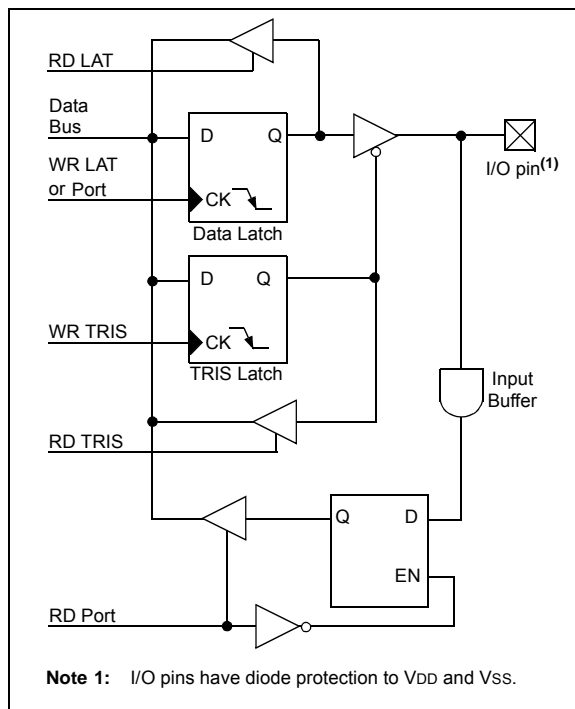 RD LAT
Data
Bus
WR LAT
or Port
D Q
CK
Data Latch
I/O pin(1)
D Q
WR TRIS
CK
TRIS Latch
Input
Buffer
RD TRIS
Q D
EN
RD Port
Note 1: I/O pins have diode protection to VDD and VSS.